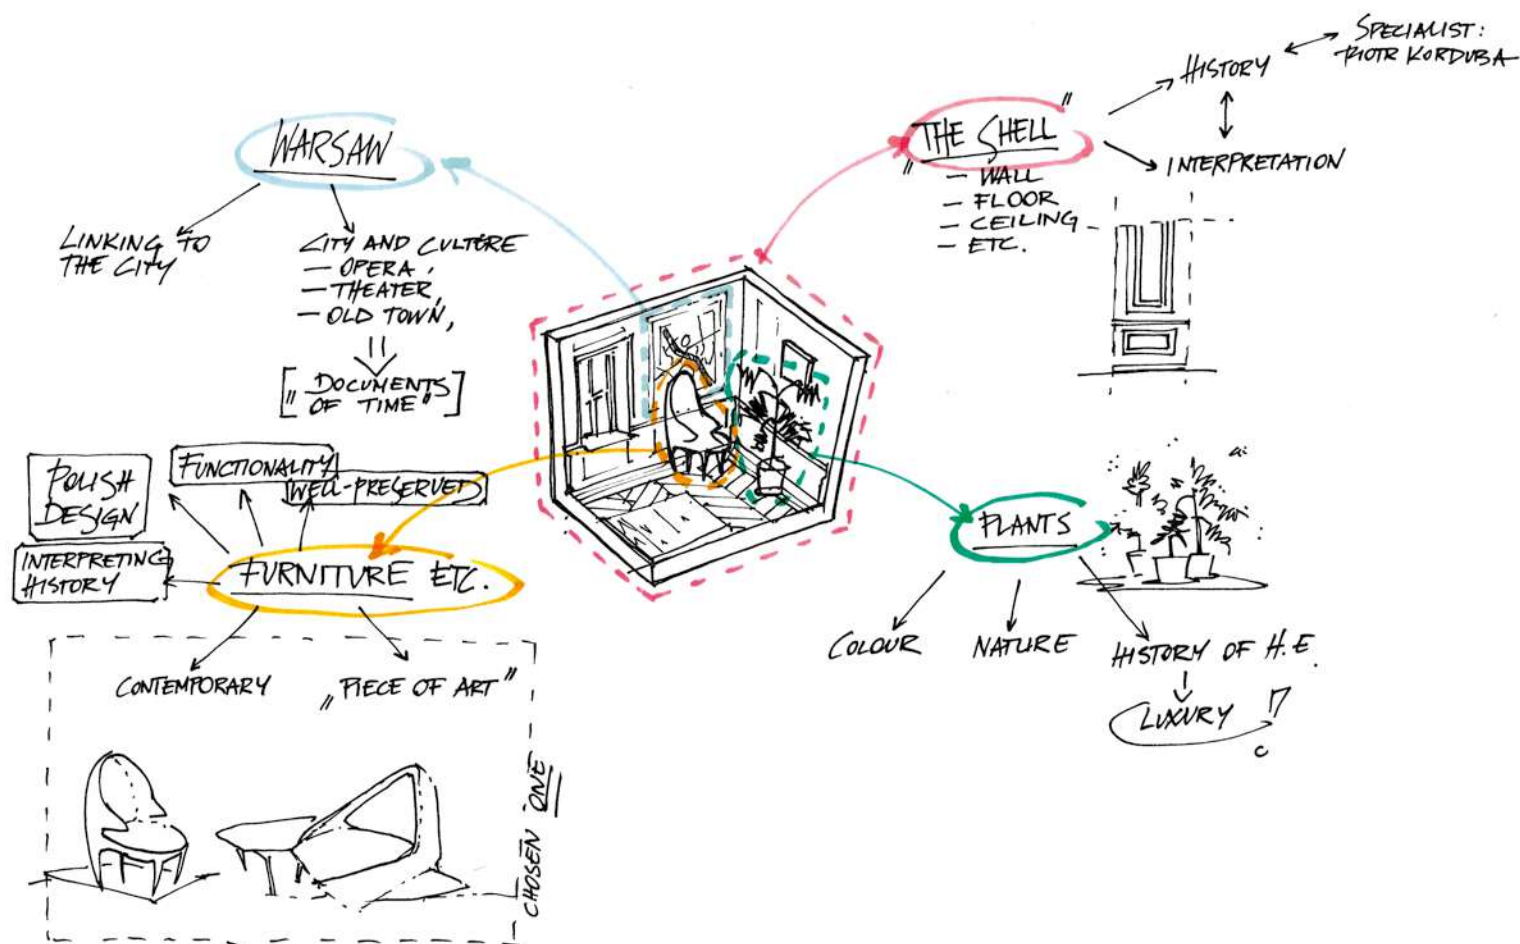 WARSAW
LINKING TO
THE CITY
CITY AND CULTERE
— OPERA,
— THEATER,
— OLD TOWN,
["DOCUMENTS
OF TIME"]
"THE SHELL"
— WALL
— FLOOR
— CEILING
— ETC.
HISTORY
SPECIALIST:
PIOTR KORDUBA
INTERPRETATION
POLISH
DESIGN
FUNCTIONALITY
WELL-PRESERVED
INTERPRETING
HISTORY
FURNITURE ETC.
CONTEMPORARY
„PIECE OF ART"
CHOSEN ONE
PLANTS
COLOUR
NATURE
HISTORY OF H.E.
LUXURY !?